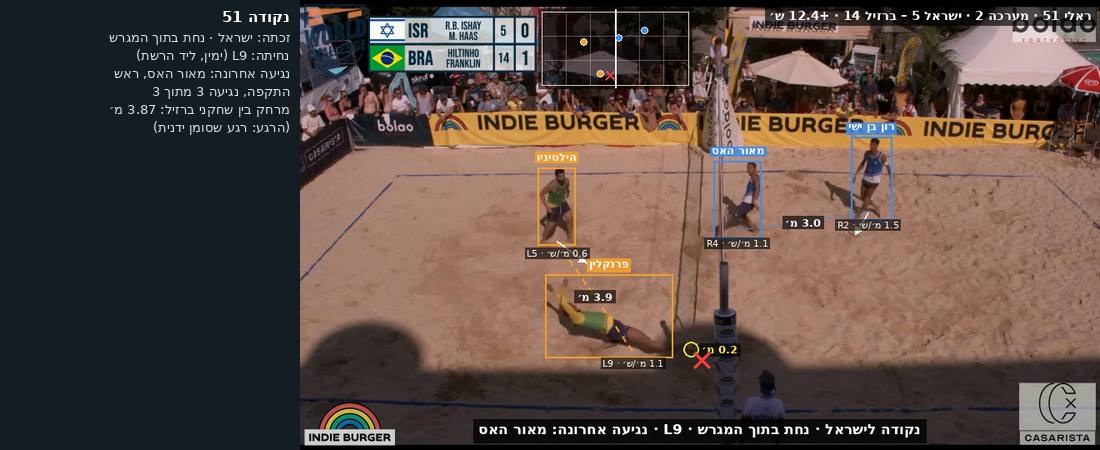 נקודה 51
זכתה: ישראל · נחת בתוך המגרש
נחיתה: L9 (ימין, ליד הרשת)
נגיעה אחרונה: מאור האס, ראש
התקפה, נגיעה 3 מתוך 3
מרחק בין שחקני ברזיל: 3.87 מ׳
(הרגע: רגע שסומן ידנית)
ראלי 51 · מערכה 2 · ישראל 5 – ברזיל 14 · +12.4 ש׳
ISR R.B. ISHAY M. HAAS 5 0
BRA HILTINHO FRANKLIN 14 1
bolao
FOOTVOLLEY
INDIE BURGER
CASARISTA
bolao
INDIE BURGER
INDIE BURGER
INDIE BURGER
bolao
רון בן ישי
מאור האס
הילטיניו
R2 · 1.5 מ׳/ש׳
3.0 מ׳
R4 · 1.1 מ׳/ש׳
L5 · 0.6 מ׳/ש׳
פרנקלין
3.9 מ׳
0.2 מ׳
L9 · 1.1 מ׳/ש׳
נקודה לישראל · נחת בתוך המגרש · L9 · נגיעה אחרונה: מאור האס
INDIE BURGER
CASARISTA